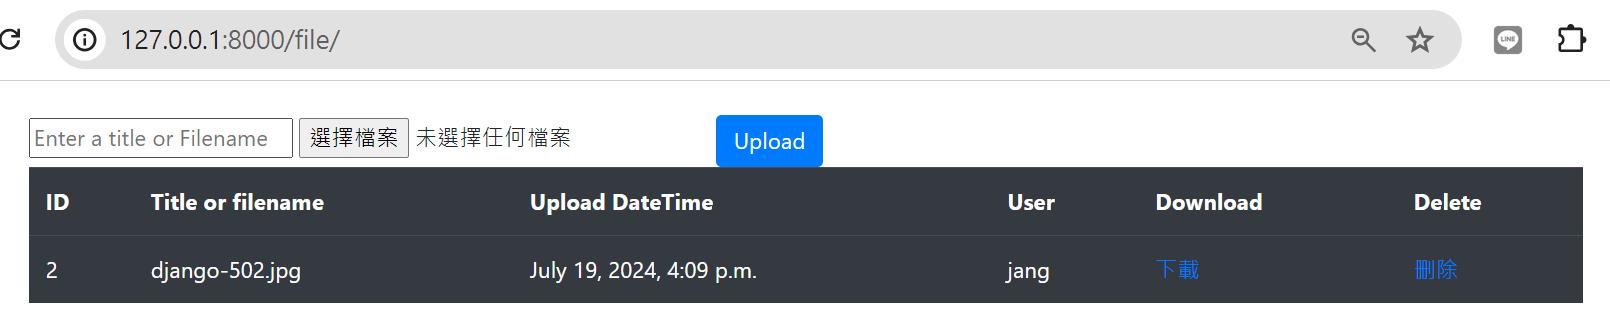 127.0.0.1:8000/file/
LINE
Enter a title or Filename 選擇檔案 未選擇任何檔案 Upload
ID Title or filename Upload DateTime User Download Delete
2 django-502.jpg July 19, 2024, 4:09 p.m. jang 下載 刪除